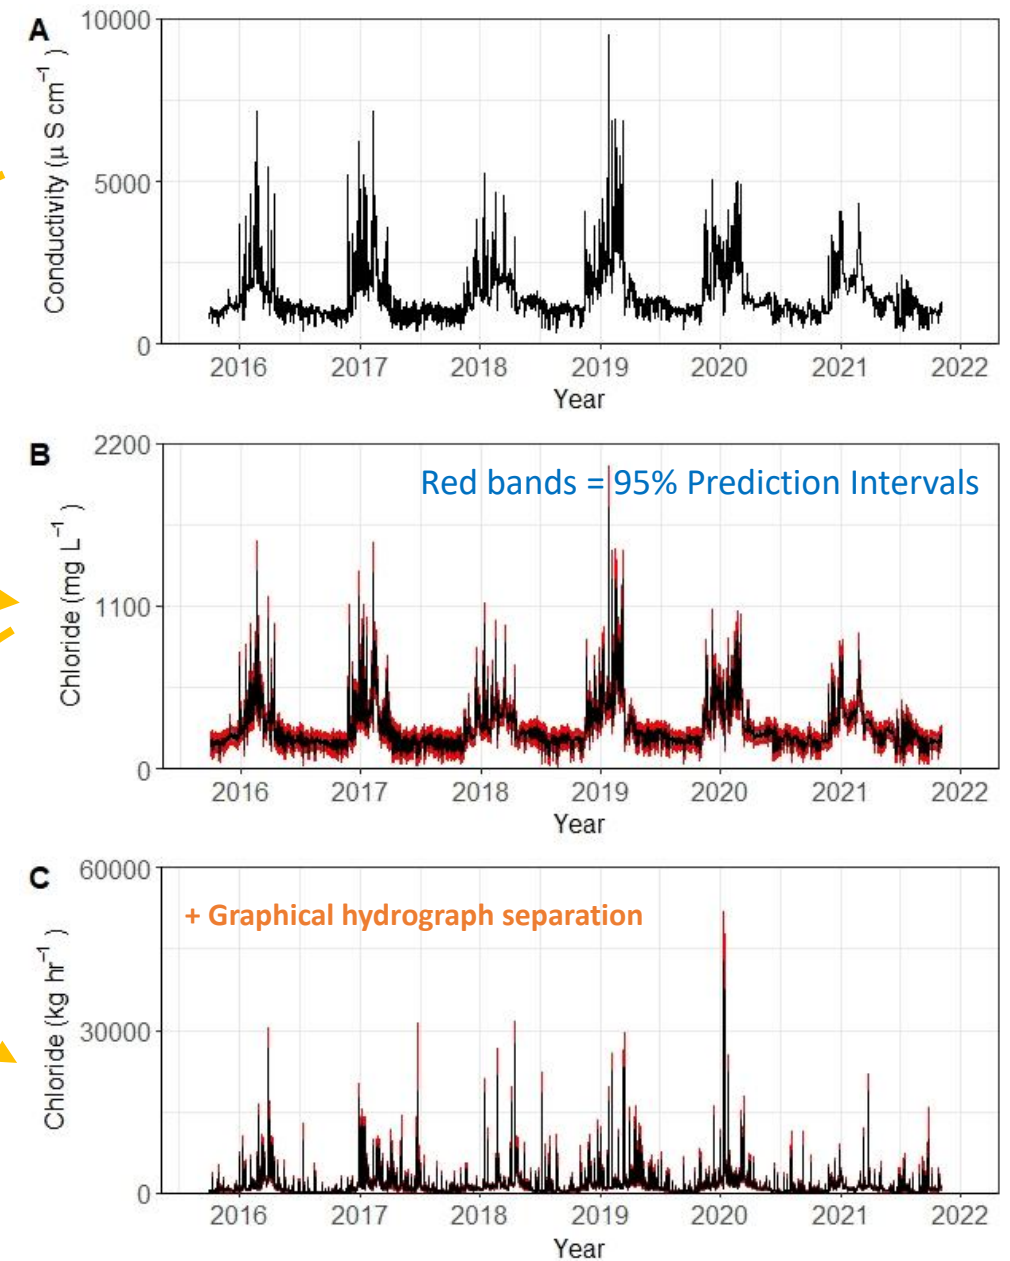 A
Conductivity (μ S cm⁻¹ )
10000
5000
0
2016 2017 2018 2019 2020 2021 2022
Year
B
Chloride (mg L⁻¹ )
2200
1100
0
Red bands = 95% Prediction Intervals
2016 2017 2018 2019 2020 2021 2022
Year
C
Chloride (kg hr⁻¹ )
60000
30000
0
+ Graphical hydrograph separation
2016 2017 2018 2019 2020 2021 2022
Year